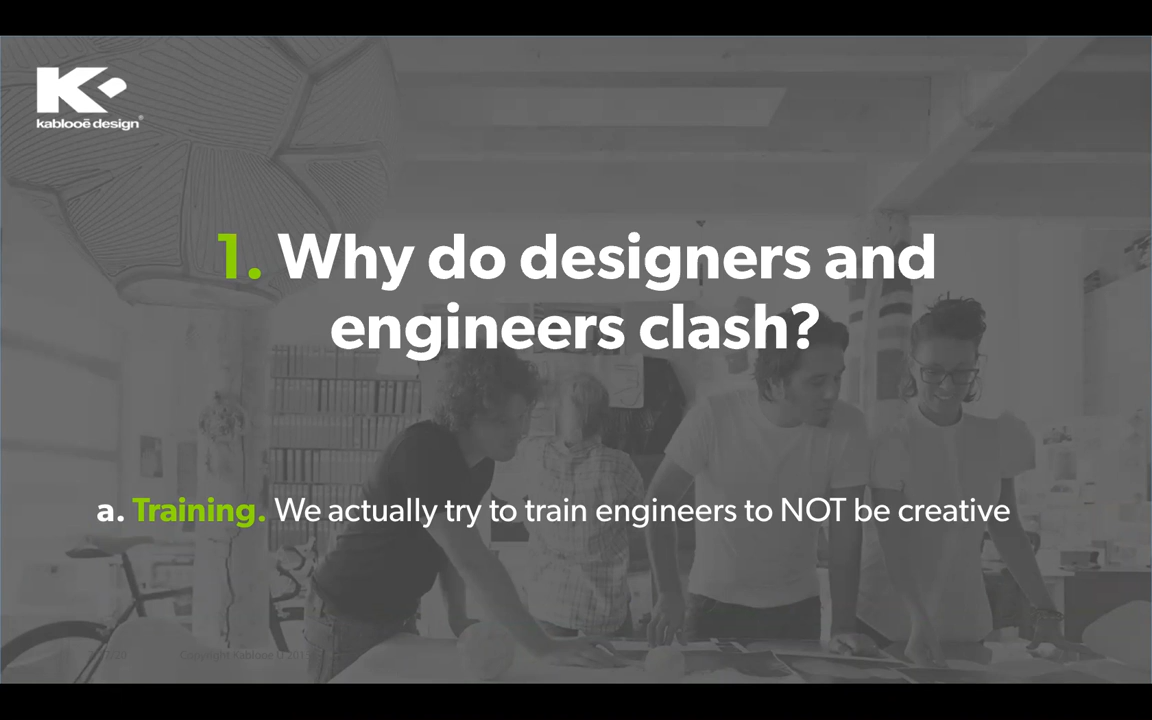 kablooē design®
1. Why do designers and
engineers clash?
a. Training. We actually try to train engineers to NOT be creative